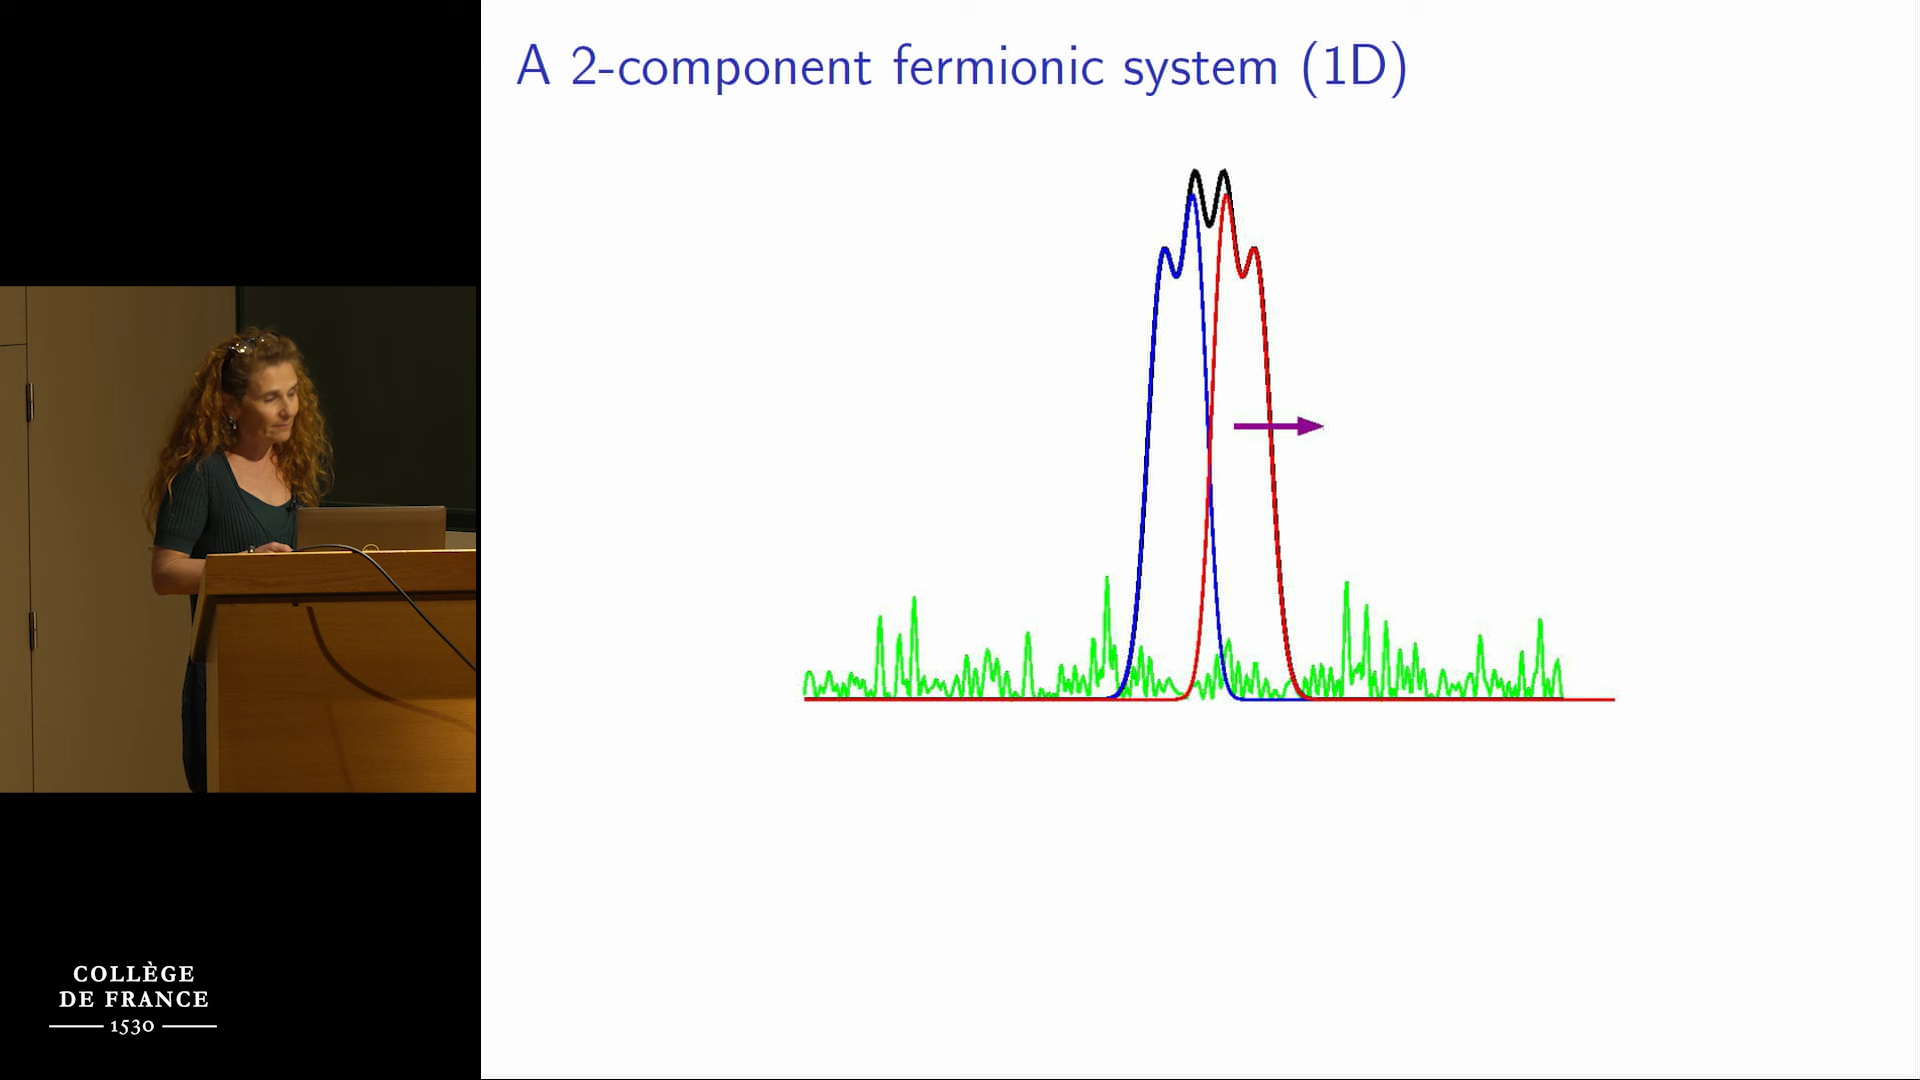 A 2-component fermionic system (1D)
COLLÈGE
DE FRANCE
1530